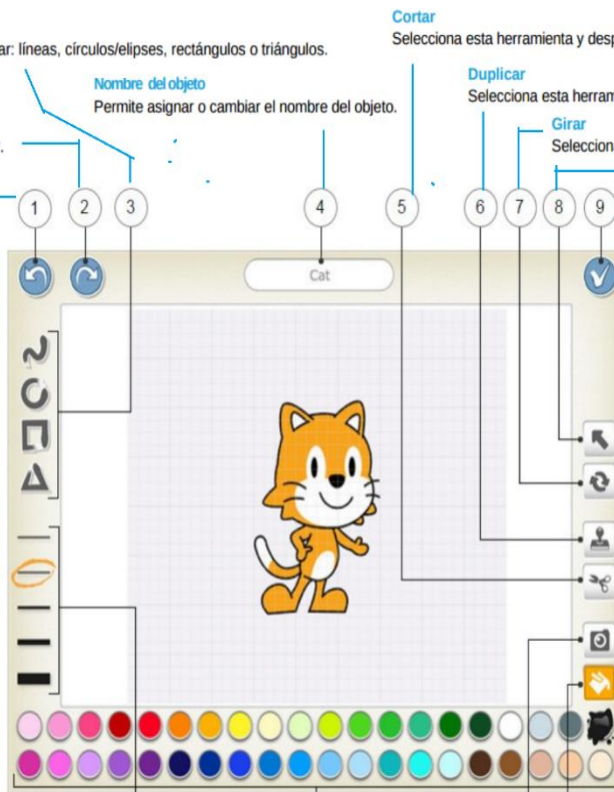 Cortar
Selecciona esta herramienta y desp
ar: líneas, círculos/elipses, rectángulos o triángulos.
Nombre del objeto
Permite asignar o cambiar el nombre del objeto.
Duplicar
Selecciona esta herram
Girar
Seleccion
r.
1 2 3 4 5 6 7 8 9
Cat